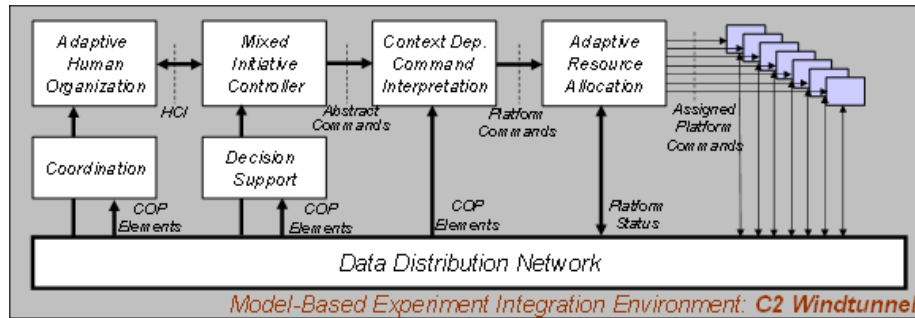 Adaptive
Human
Organization
HCI
Mixed
Initiative
Controller
Abstract
Commands
Context Dep.
Command
Interpretation
Platform
Commands
Adaptive
Resource
Allocation
Assigned
Platform
Commands
Coordination
COP
Elements
Decision
Support
COP
Elements
COP
Elements
Platform
Status
Data Distribution Network
Model-Based Experiment Integration Environment: C2 Windtunnel